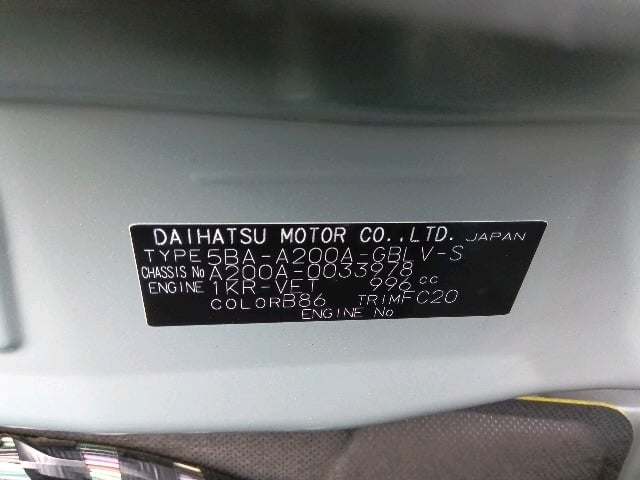 DAIHATSU MOTOR CO.,LTD. JAPAN
TYPE 5BA-A200A-GBLV-S
CHASSIS No A200A-0033978
ENGINE 1KR-VET 996 cc
COLOR B86 TRIM FC20
ENGINE No